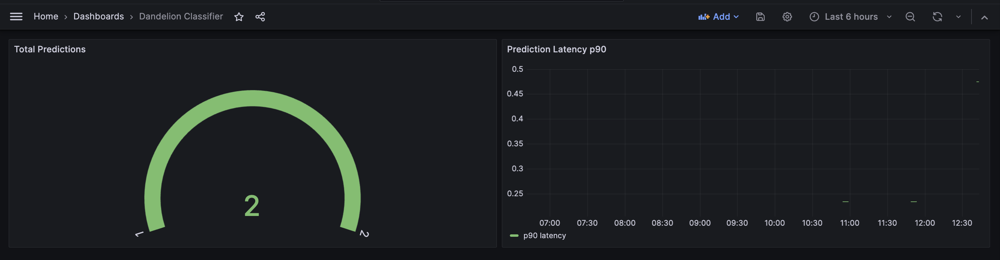 Home › Dashboards › Dandelion Classifier
Add
Last 6 hours
Total Predictions
2
1
2
Prediction Latency p90
0.5
0.45
0.4
0.35
0.3
0.25
07:00 07:30 08:00 08:30 09:00 09:30 10:00 10:30 11:00 11:30 12:00 12:30
p90 latency